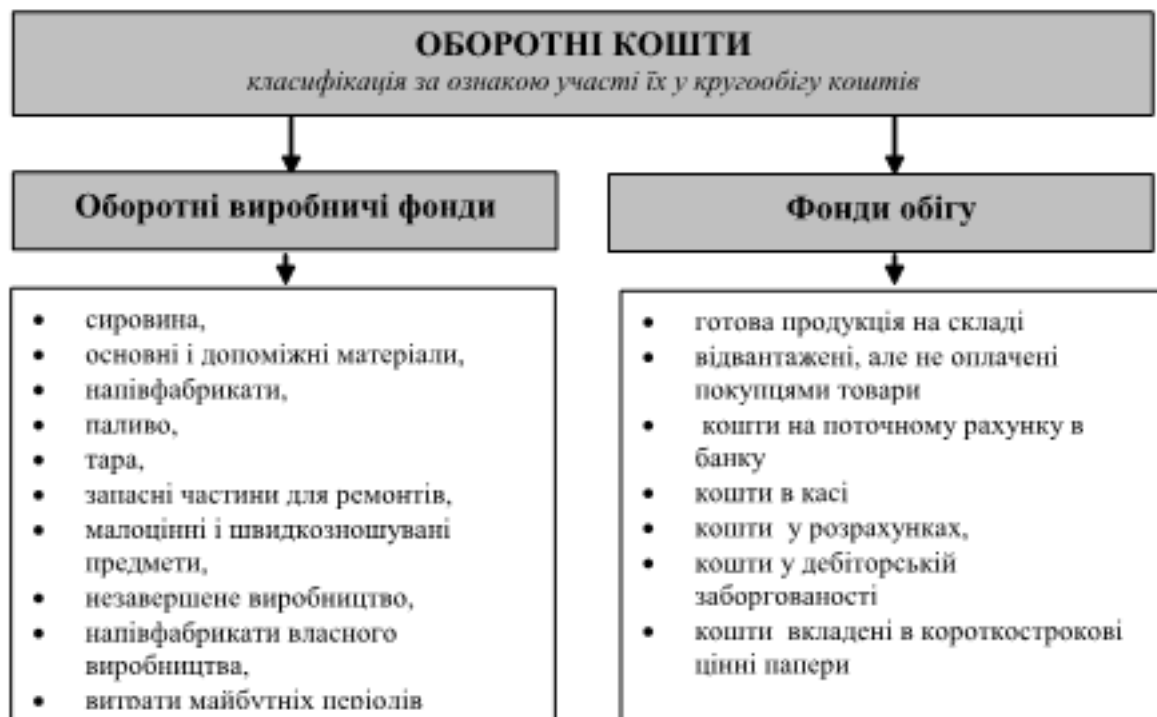 ОБОРОТНІ КОШТИ
класифікація за ознакою участі їх у кругообігу коштів
Оборотні виробничі фонди
Фонди обігу
• сировина,
• основні і допоміжні матеріали,
• напівфабрикати,
• паливо,
• тара,
• запасні частини для ремонтів,
• малоцінні і швидкозношувані
предмети,
• незавершене виробництво,
• напівфабрикати власного
виробництва,
• витрати майбутніх періодів
• готова продукція на складі
• відвантажені, але не оплачені
покупцями товари
• кошти на поточному рахунку в
банку
• кошти в касі
• кошти у розрахунках,
• кошти у дебіторській
заборгованості
• кошти вкладені в короткострокові
цінні папери